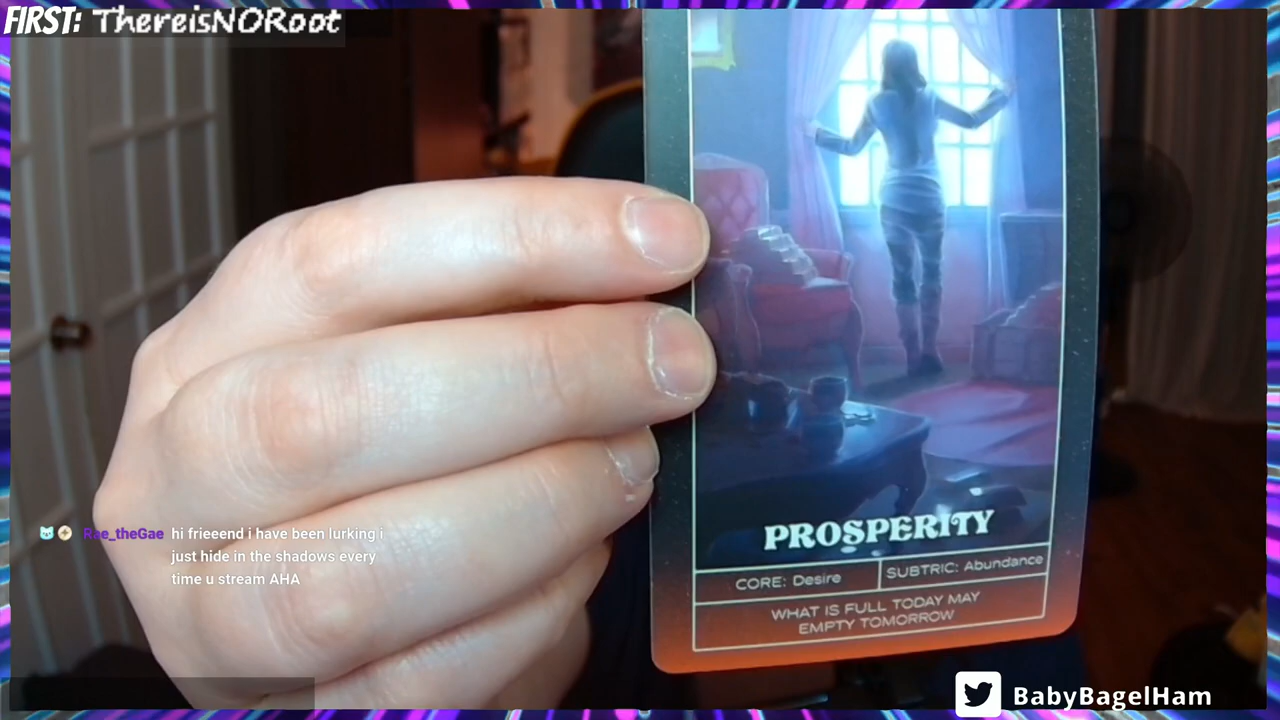 FIRST: ThereisNORoot
PROSPERITY
CORE: Desire
SUBTRIC: Abundance
WHAT IS FULL TODAY MAY
EMPTY TOMORROW
Rae_theGae hi frieeend i have been lurking i
just hide in the shadows every
time u stream AHA
BabyBagelHam